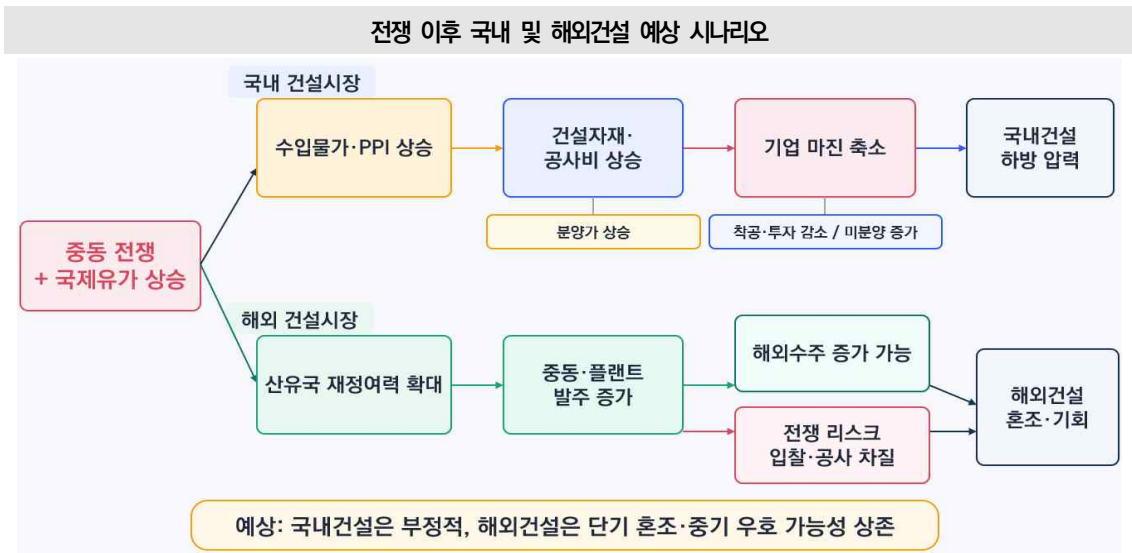 전쟁 이후 국내 및 해외건설 예상 시나리오
국내 건설시장
수입물가·PPI 상승
건설자재·
공사비 상승
기업 마진 축소
국내건설
하방 압력
분양가 상승
착공·투자 감소 / 미분양 증가
중동 전쟁
+ 국제유가 상승
해외 건설시장
산유국 재정여력 확대
중동·플랜트
발주 증가
해외수주 증가 가능
전쟁 리스크
입찰·공사 차질
해외건설
혼조·기회
예상: 국내건설은 부정적, 해외건설은 단기 혼조·중기 우호 가능성 상존